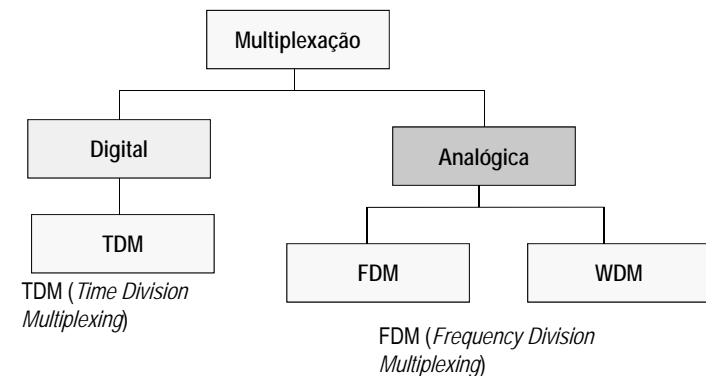 Multiplexação
Digital
Analógica
TDM
FDM
WDM
TDM (Time Division
Multiplexing)
FDM (Frequency Division
Multiplexing)